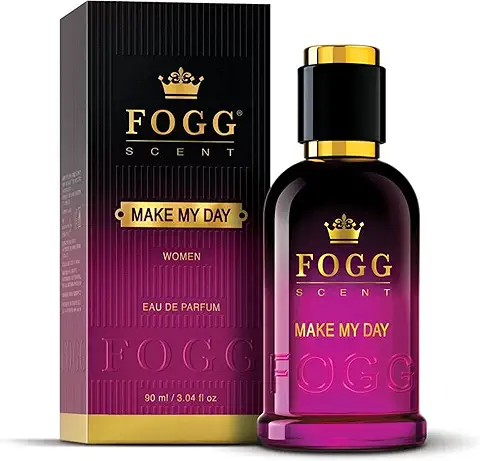 FOGG®
SCENT
MAKE MY DAY
WOMEN
EAU DE PARFUM
FOGG
90 ml / 3.04 fl oz
FOGG
SCENT
MAKE MY DAY
FOGG